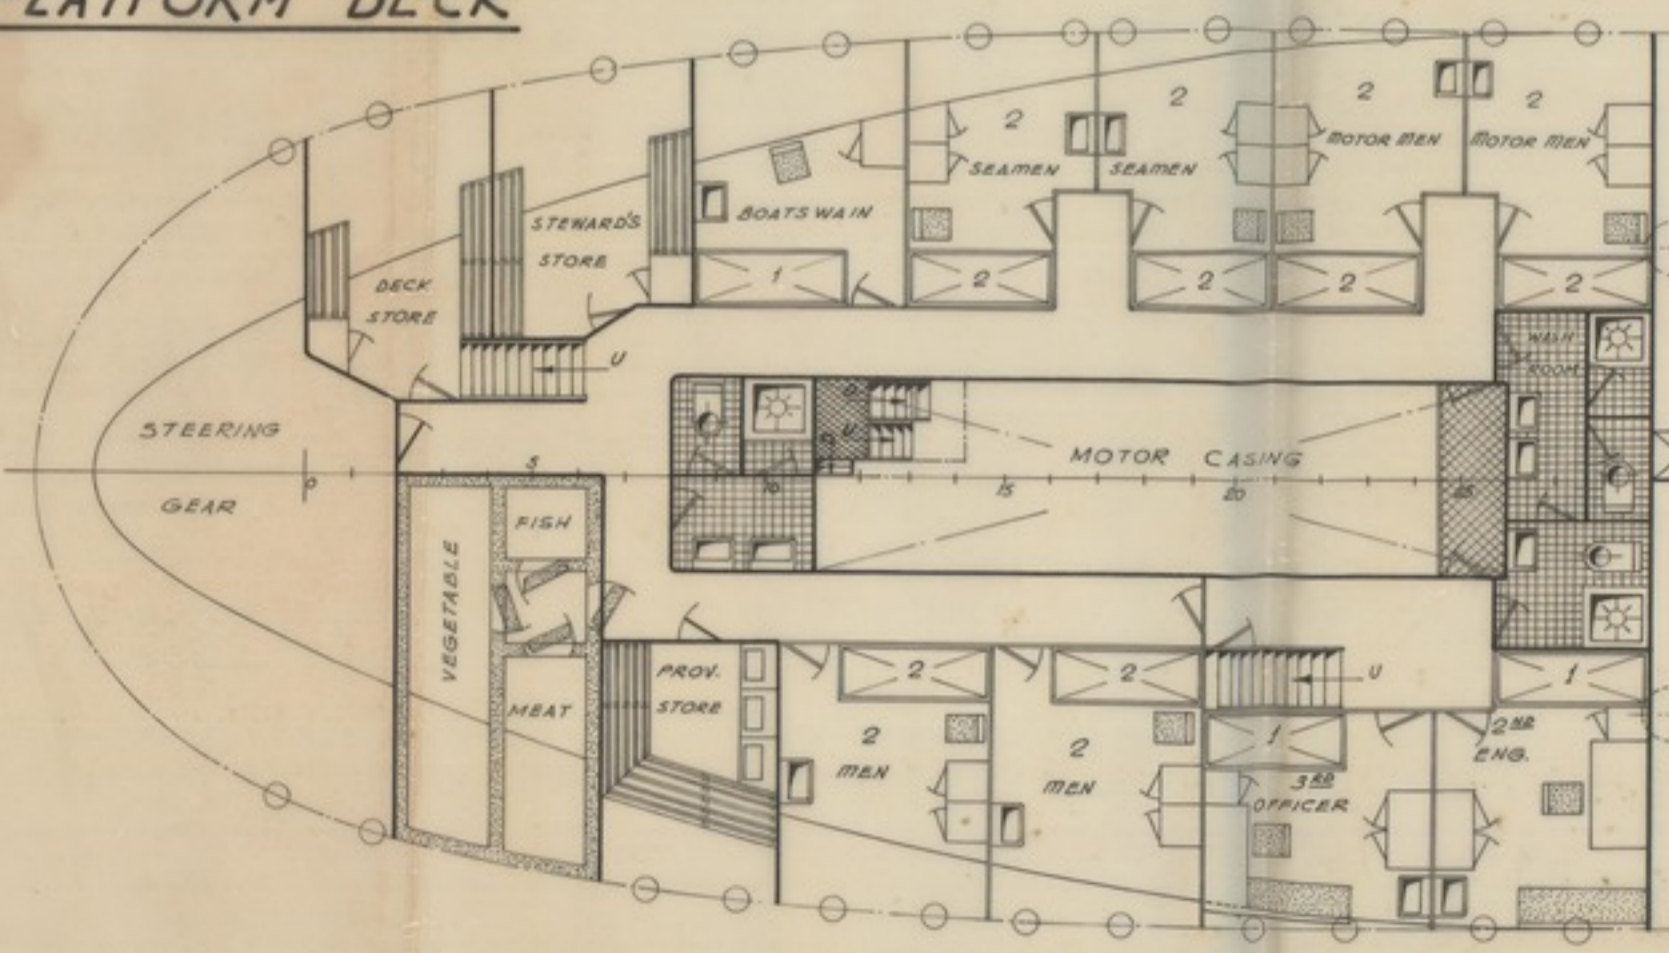 PLATFORM DECK
2
SEAMEN
2
SEAMEN
2
MOTOR MEN
2
MOTOR MEN
BOATSWAIN
1
2
2
2
2
STEWARD'S
STORE
DECK
STORE
U
WASH
ROOM
STEERING
GEAR
0
5
10
15
20
25
U
MOTOR CASING
VEGETABLE
FISH
MEAT
PROV.
STORE
2
2
MEN
2
2
MEN
U
1
3RD
OFFICER
1
2ND
ENG.